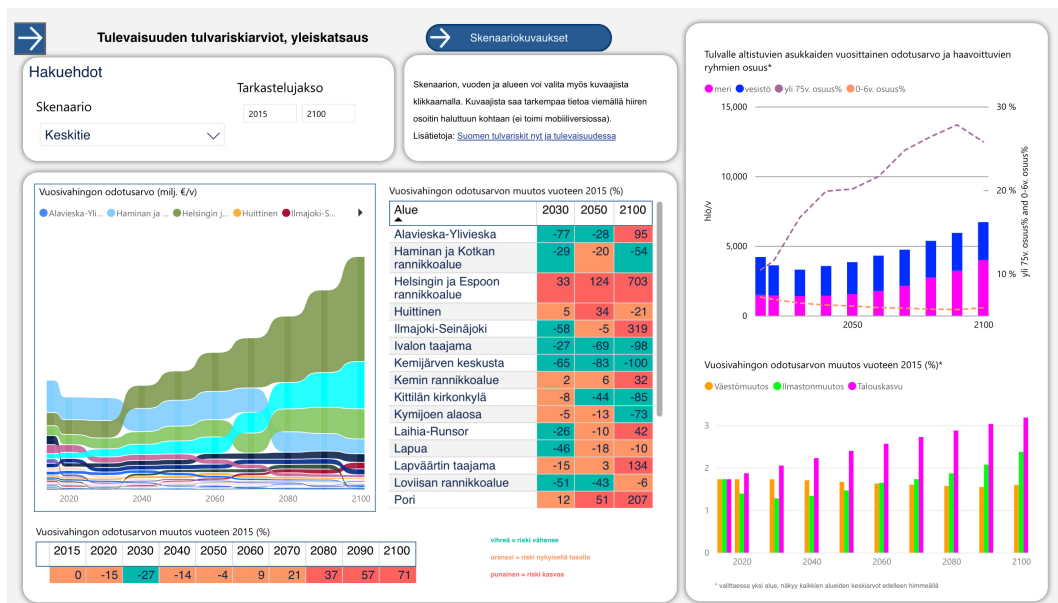 Tulevaisuuden tulvariskiarviot, yleiskatsaus
Skenaariokuvaukset
Hakuehdot
Skenaario
Keskitie
Tarkastelujakso
2015 2100
Skenaarion, vuoden ja alueen voi valita myös kuvaajista
klikkaamalla. Kuvaajista saa tarkempaa tietoa viemällä hiiren
osoitin haluttuun kohtaan (ei toimi mobiiliversiossa).
Lisätietoja: Suomen tulvariskit nyt ja tulevaisuudessa
Vuosivahingon odotusarvo (milj. €/v)
Alavieska-Yli... Haminan ja ... Helsingin j... Huittinen Ilmajoki-S...
2020 2040 2060 2080 2100
Vuosivahingon odotusarvon muutos vuoteen 2015 (%)
Alue 2030 2050 2100
Alavieska-Ylivieska -77 -28 95
Haminan ja Kotkan
rannikkoalue -29 -20 -54
Helsingin ja Espoon
rannikkoalue 33 124 703
Huittinen 5 34 -21
Ilmajoki-Seinäjoki -58 -5 319
Ivalon taajama -27 -69 -98
Kemijärven keskusta -65 -83 -100
Kemin rannikkoalue 2 6 32
Kittilän kirkonkylä -8 -44 -85
Kymijoen alaosa -5 -13 -73
Laihia-Runsor -26 -10 42
Lapua -46 -18 -10
Lapväärtin taajama -15 3 134
Loviisan rannikkoalue -51 -43 -6
Pori 12 51 207
Vuosivahingon odotusarvon muutos vuoteen 2015 (%)
2015 2020 2030 2040 2050 2060 2070 2080 2090 2100
0 -15 -27 -14 -4 9 21 37 57 71
vihreä = riski vähenee
oranssi = riski nykyisellä tasolla
punainen = riski kasvaa
Tulvalle altistuvien asukkaiden vuosittainen odotusarvo ja haavoittuvien
ryhmien osuus*
meri vesistö yli 75v. osuus% 0-6v. osuus%
15,000 30 %
10,000 20 %
5,000 10 %
0
hlö/v
yli 75v. osuus% and 0-6v. osuus%
2050 2100
Vuosivahingon odotusarvon muutos vuoteen 2015 (%)*
Väestömuutos Ilmastonmuutos Talouskasvu
3
2
1
0
2020 2040 2060 2080 2100
* valittaessa yksi alue, näkyy kaikkien alueiden keskiarvot edelleen himmeällä